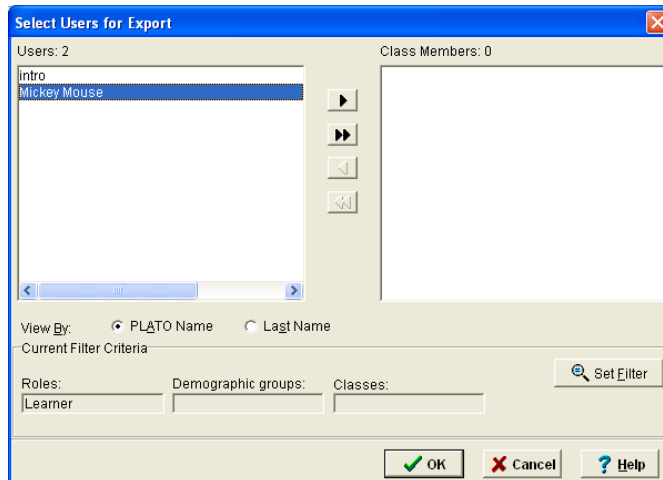 Select Users for Export
Users: 2
Class Members: 0
intro
Mickey Mouse
View By:
PLATO Name
Last Name
Current Filter Criteria
Roles:
Demographic groups:
Classes:
Set Filter
Learner
OK
Cancel
Help